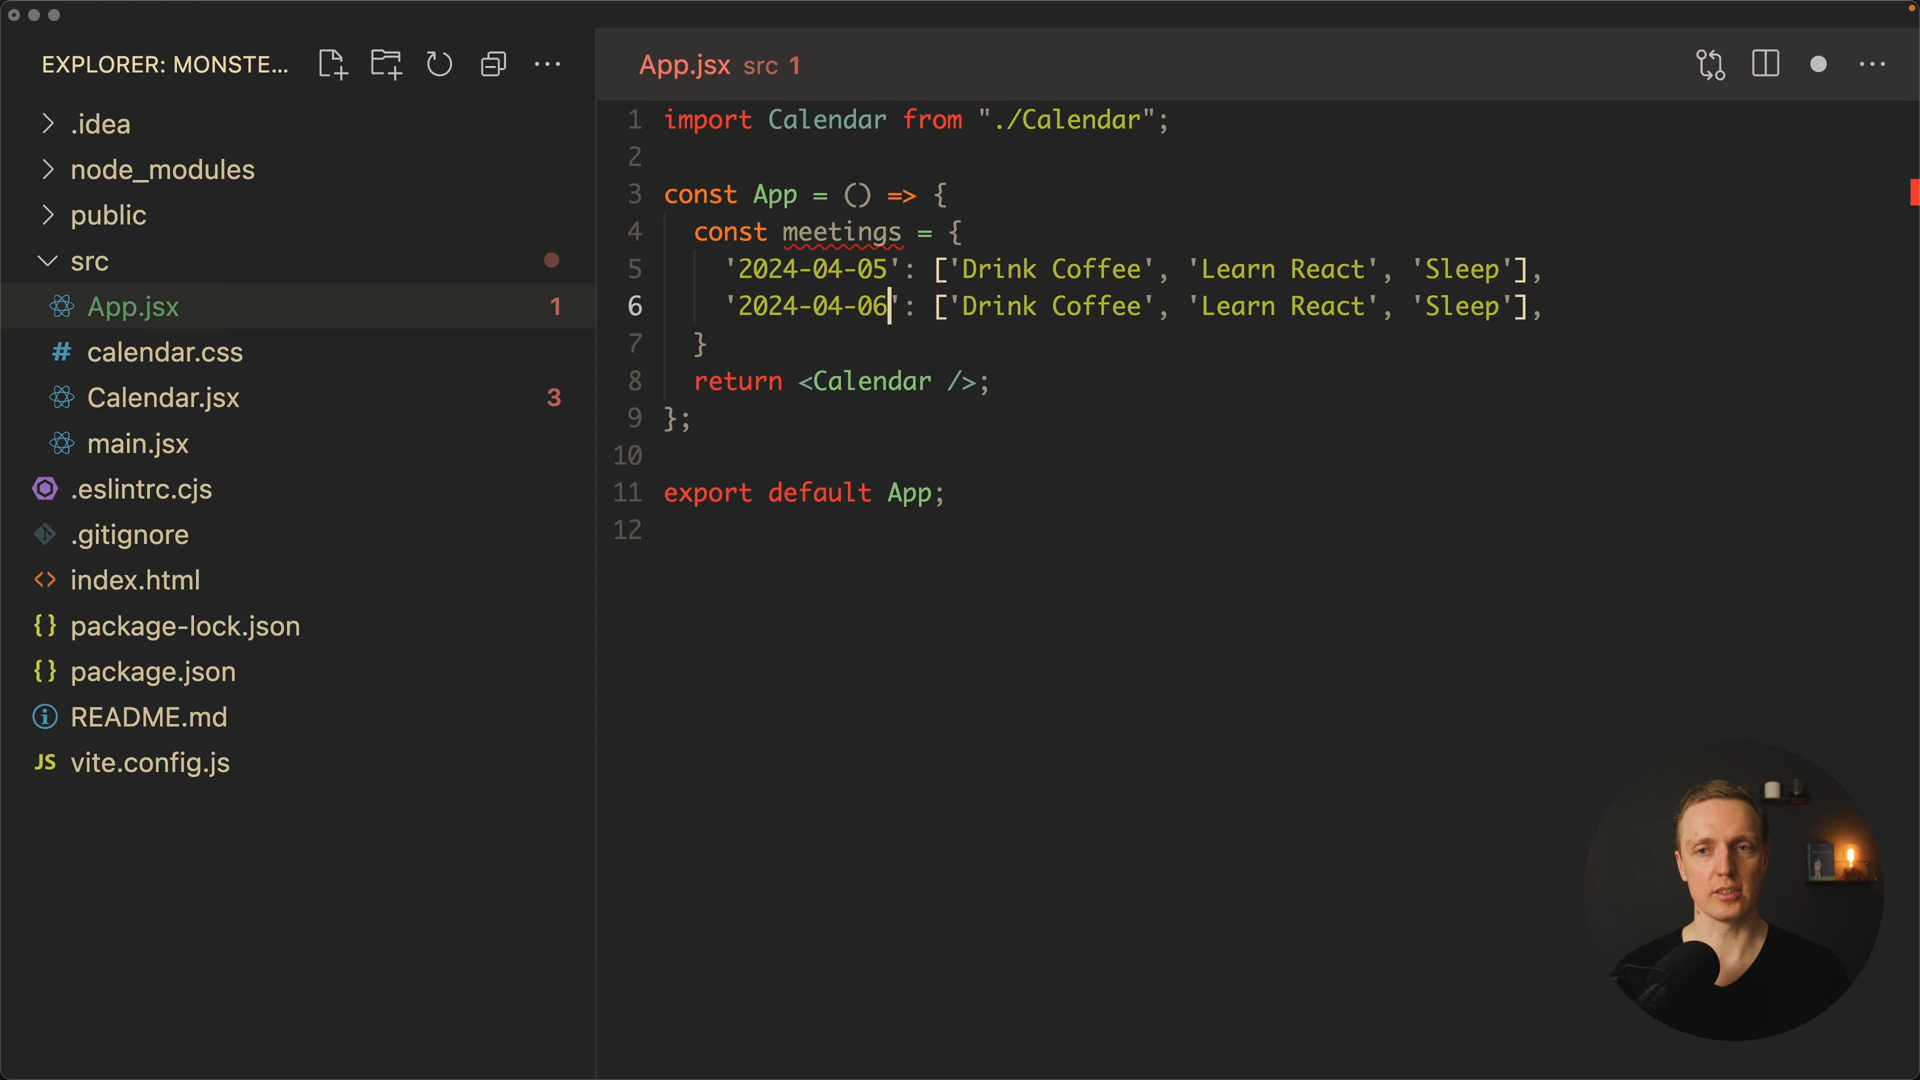 EXPLORER: MONSTE...
.idea
node_modules
public
src
App.jsx 1
calendar.css
Calendar.jsx 3
main.jsx
.eslintrc.cjs
.gitignore
index.html
package-lock.json
package.json
README.md
JS vite.config.js
App.jsx src 1
1 import Calendar from "./Calendar";
2
3 const App = () => {
4 const meetings = {
5 '2024-04-05': ['Drink Coffee', 'Learn React', 'Sleep'],
6 '2024-04-06': ['Drink Coffee', 'Learn React', 'Sleep'],
7 }
8 return <Calendar />;
9 };
10
11 export default App;
12